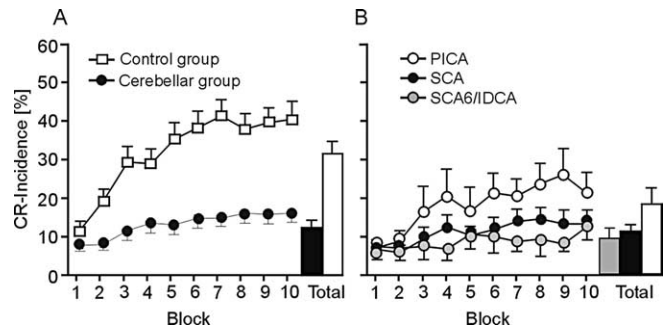 A
60
50
40
30
20
10
0
CR-Incidence [%]
Control group
Cerebellar group
1 2 3 4 5 6 7 8 9 10 Total
Block
B
PICA
SCA
SCA6/IDCA
1 2 3 4 5 6 7 8 9 10 Total
Block